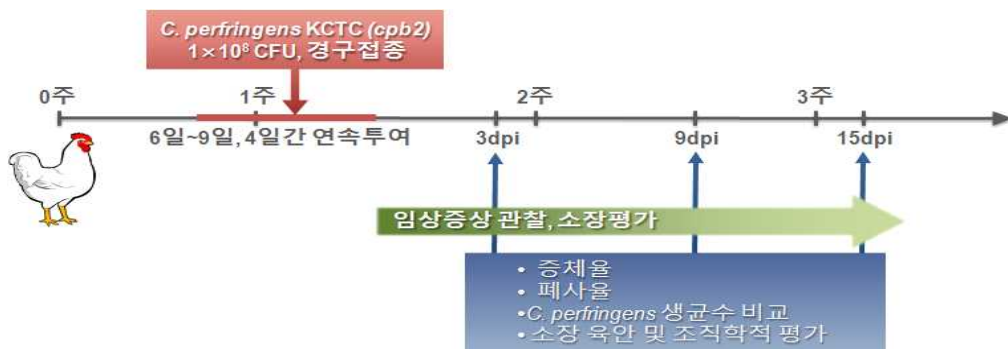 C. perfringens KCTC (cpb2)
1×10⁸ CFU, 경구접종
0주 1주 2주 3주
6일~9일, 4일간 연속투여 3dpi 9dpi 15dpi
임상증상 관찰, 소장평가
• 증체율
• 폐사율
•C. perfringens 생균수 비교
• 소장 육안 및 조직학적 평가